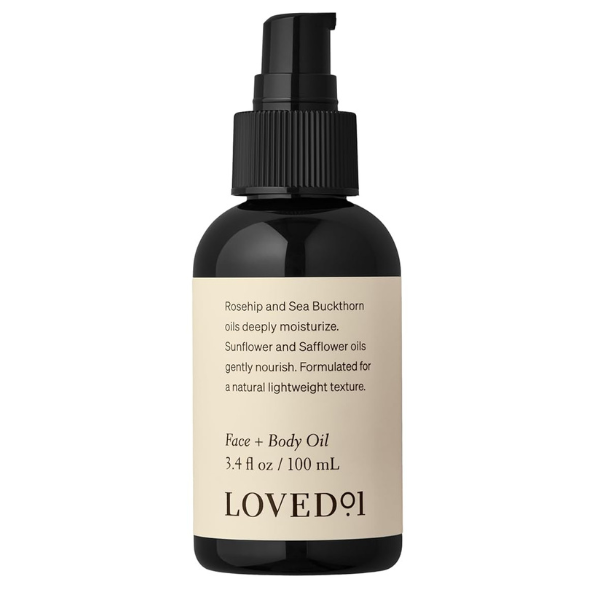 Rosehip and Sea Buckthorn
oils deeply moisturize.
Sunflower and Safflower oils
gently nourish. Formulated for
a natural lightweight texture.
Face + Body Oil
3.4 fl oz / 100 mL
LOVED01